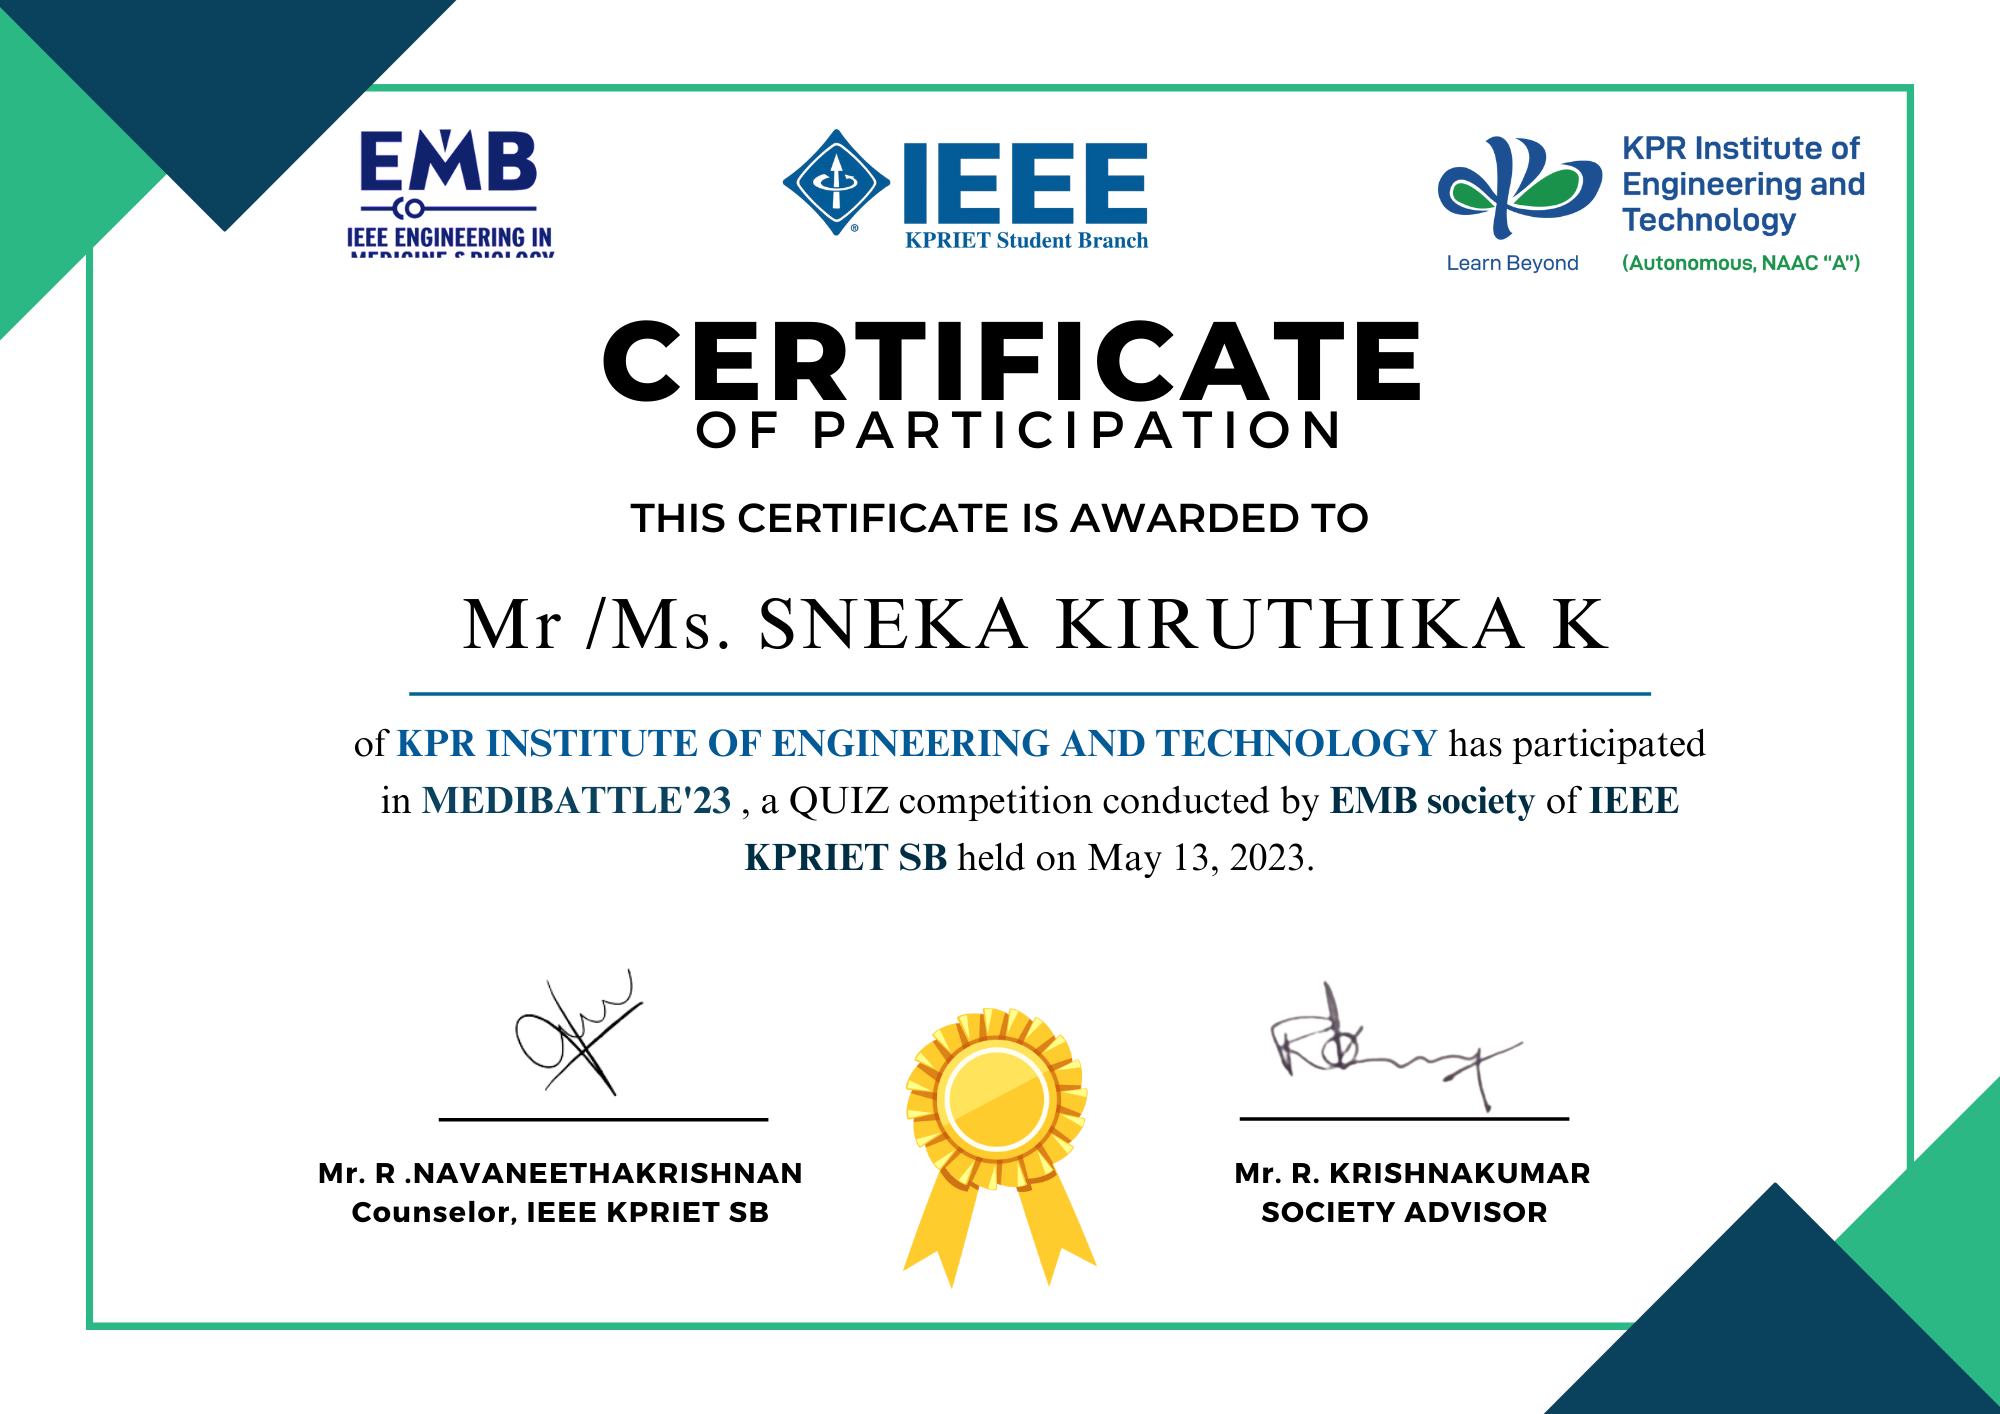 EMB
IEEE ENGINEERING IN
MEDICINE & BIOLOGY
IEEE
®
KPRIET Student Branch
KPR Institute of
Engineering and
Technology
Learn Beyond
(Autonomous, NAAC “A”)
CERTIFICATE
OF PARTICIPATION
THIS CERTIFICATE IS AWARDED TO
Mr /Ms. SNEKA KIRUTHIKA K
of KPR INSTITUTE OF ENGINEERING AND TECHNOLOGY has participated
in MEDIBATTLE'23 , a QUIZ competition conducted by EMB society of IEEE
KPRIET SB held on May 13, 2023.
Mr. R .NAVANEETHAKRISHNAN
Counselor, IEEE KPRIET SB
Mr. R. KRISHNAKUMAR
SOCIETY ADVISOR